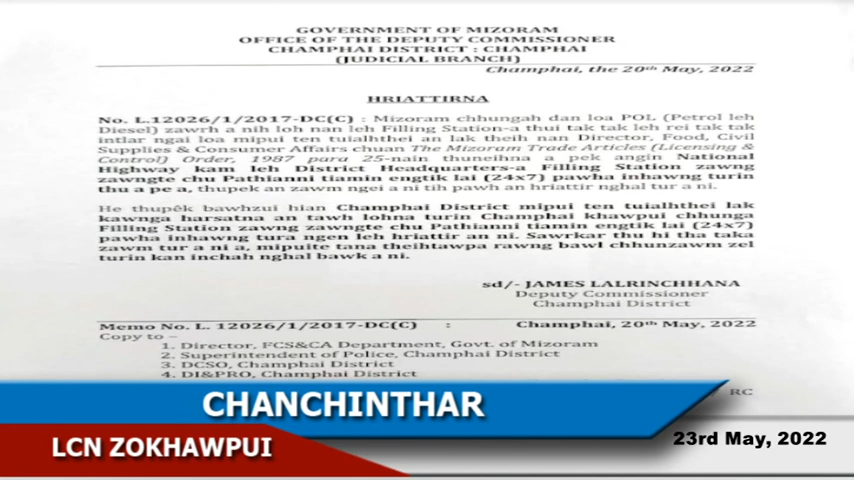 GOVERNMENT OF MIZORAM
OFFICE OF THE DEPUTY COMMISSIONER
CHAMPHAI DISTRICT : CHAMPHAI
(JUDICIAL BRANCH)
Champhai, the 20th May, 2022
HRIATTIRNA
No. L.12026/1/2017-DC(C) : Mizoram chhungah dan loa POL (Petrol leh
Diesel) zawrh a nih loh nan leh Filling Station-a thui tak tak leh rei tak tak
intlar ngai loa mipui ten tuialhthei an lak theih nan Director, Food, Civil
Supplies & Consumer Affairs chuan The Mizoram Trade Articles (Licensing &
Control) Order, 1987 para 25-nain thuneihna a pek angin National
Highway kam leh District Headquarters-a Filling Station zawng
zawngte chu Pathianni tiamin engtik lai (24x7) pawha inhawng turin
thu a pe a, thupek an zawm ngei a ni tih pawh an hriattir nghal tur a ni.
He thupêk bawhzui hian Champhai District mipui ten tuialhthei lak
kawnga harsatna an tawh lohna turin Champhai khawpui chhunga
Filling Station zawng zawngte chu Pathianni tiamin engtik lai (24x7)
pawha inhawng tura ngen leh hriattir an ni. Sawrkar thu hi tha taka
zawm tur a ni a, mipuite tana theihtawpa rawng bawl chhunzawm zel
turin kan inchah nghal bawk a ni.
sd/- JAMES LALRINCHHANA
Deputy Commissioner
Champhai District
Memo No. L. 12026/1/2017-DC(C) : Champhai, 20th May, 2022
Copy to –
1. Director, FCS&CA Department, Govt. of Mizoram
2. Superintendent of Police, Champhai District
3. DCSO, Champhai District
4. DI&PRO, Champhai District
RC
CHANCHINTHAR
23rd May, 2022
LCN ZOKHAWPUI